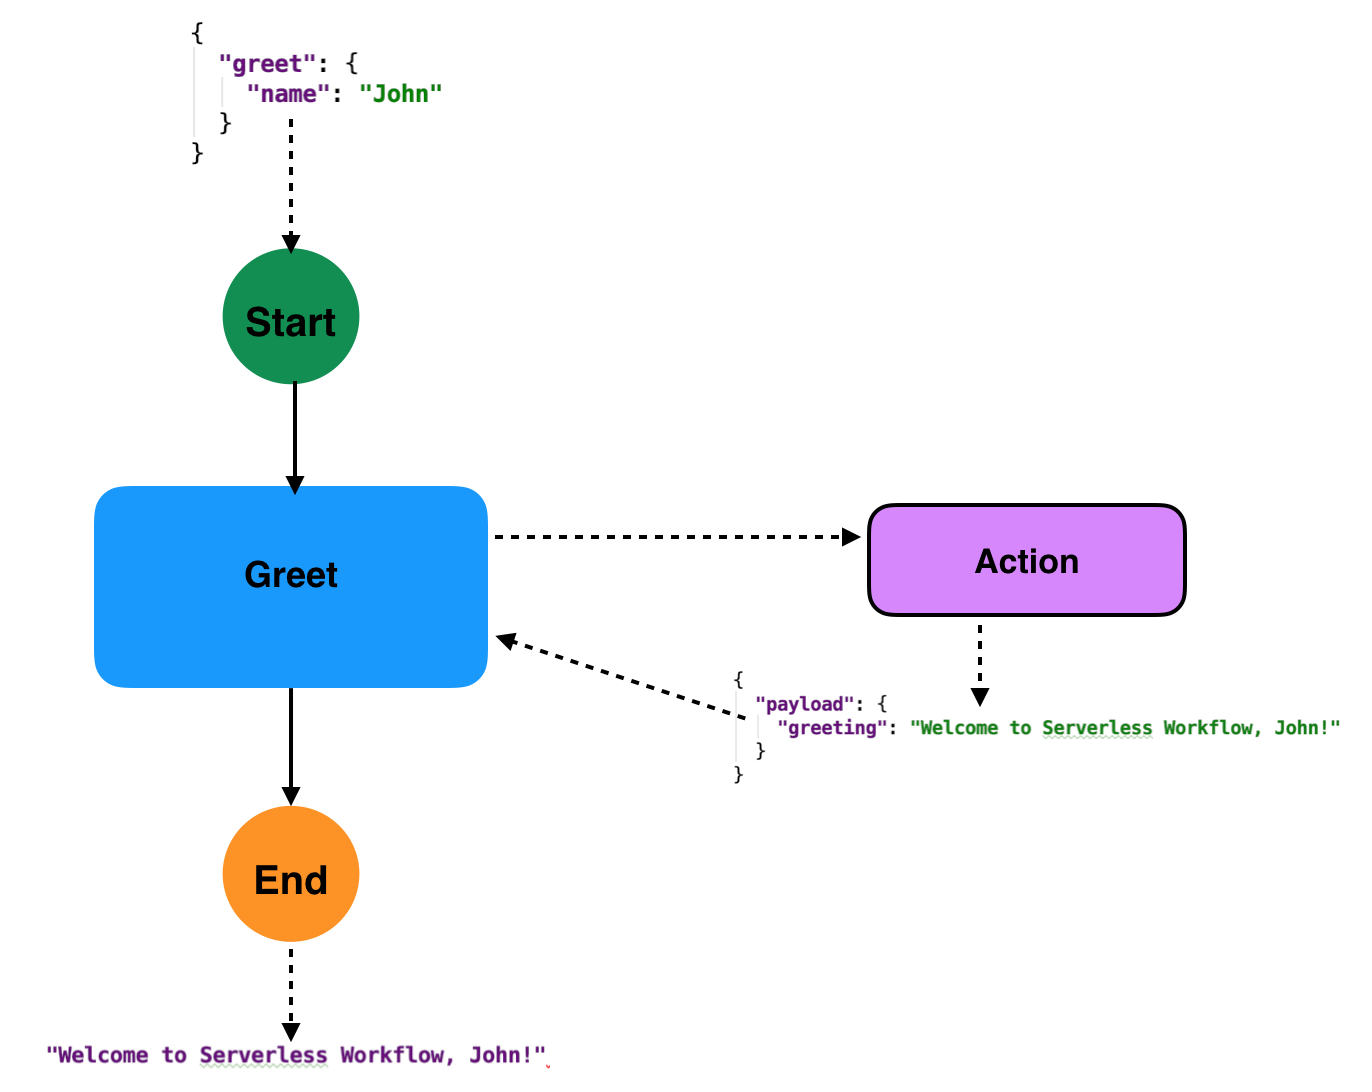 {
"greet": {
"name": "John"
}
}
Start
Greet
Action
{
"payload": {
"greeting": "Welcome to Serverless Workflow, John!"
}
}
End
"Welcome to Serverless Workflow, John!"